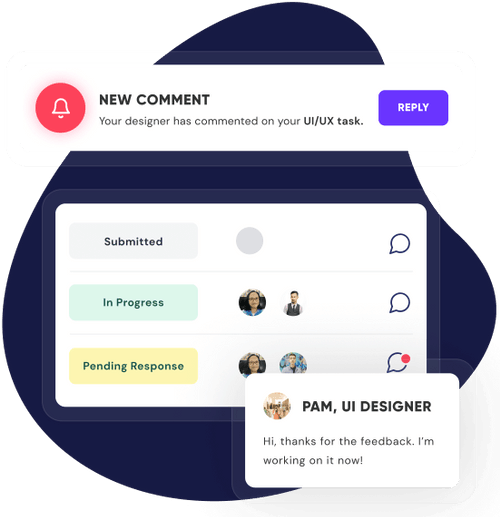 NEW COMMENT
Your designer has commented on your UI/UX task.
REPLY
Submitted
In Progress
Pending Response
PAM, UI DESIGNER
Hi, thanks for the feedback. I'm
working on it now!